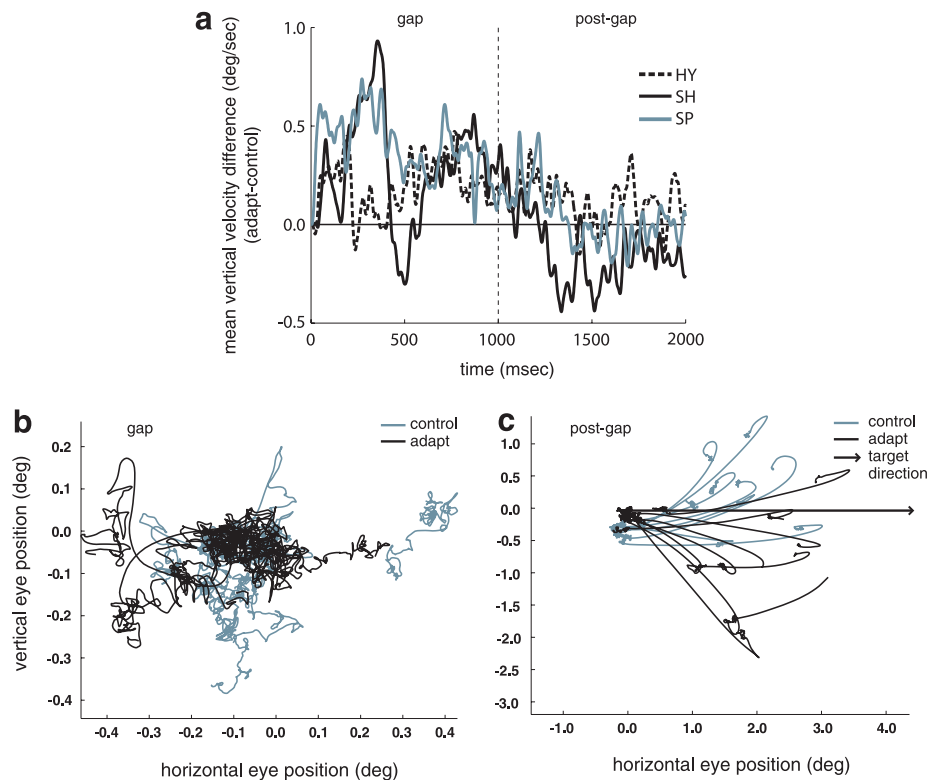 a
gap
post-gap
mean vertical velocity difference (deg/sec)
(adapt-control)
1.0
0.5
0.0
-0.5
HY
SH
SP
0
500
1000
1500
2000
time (msec)
b
gap
control
adapt
vertical eye position (deg)
0.2
0.1
0.0
-0.1
-0.2
-0.3
-0.4
-0.4
-0.3
-0.2
-0.1
0.0
0.1
0.2
0.3
0.4
horizontal eye position (deg)
c
post-gap
control
adapt
target
direction
1.0
0.5
0.0
-0.5
-1.0
-1.5
-2.0
-2.5
-3.0
-1.0
0.0
1.0
2.0
3.0
4.0
horizontal eye position (deg)